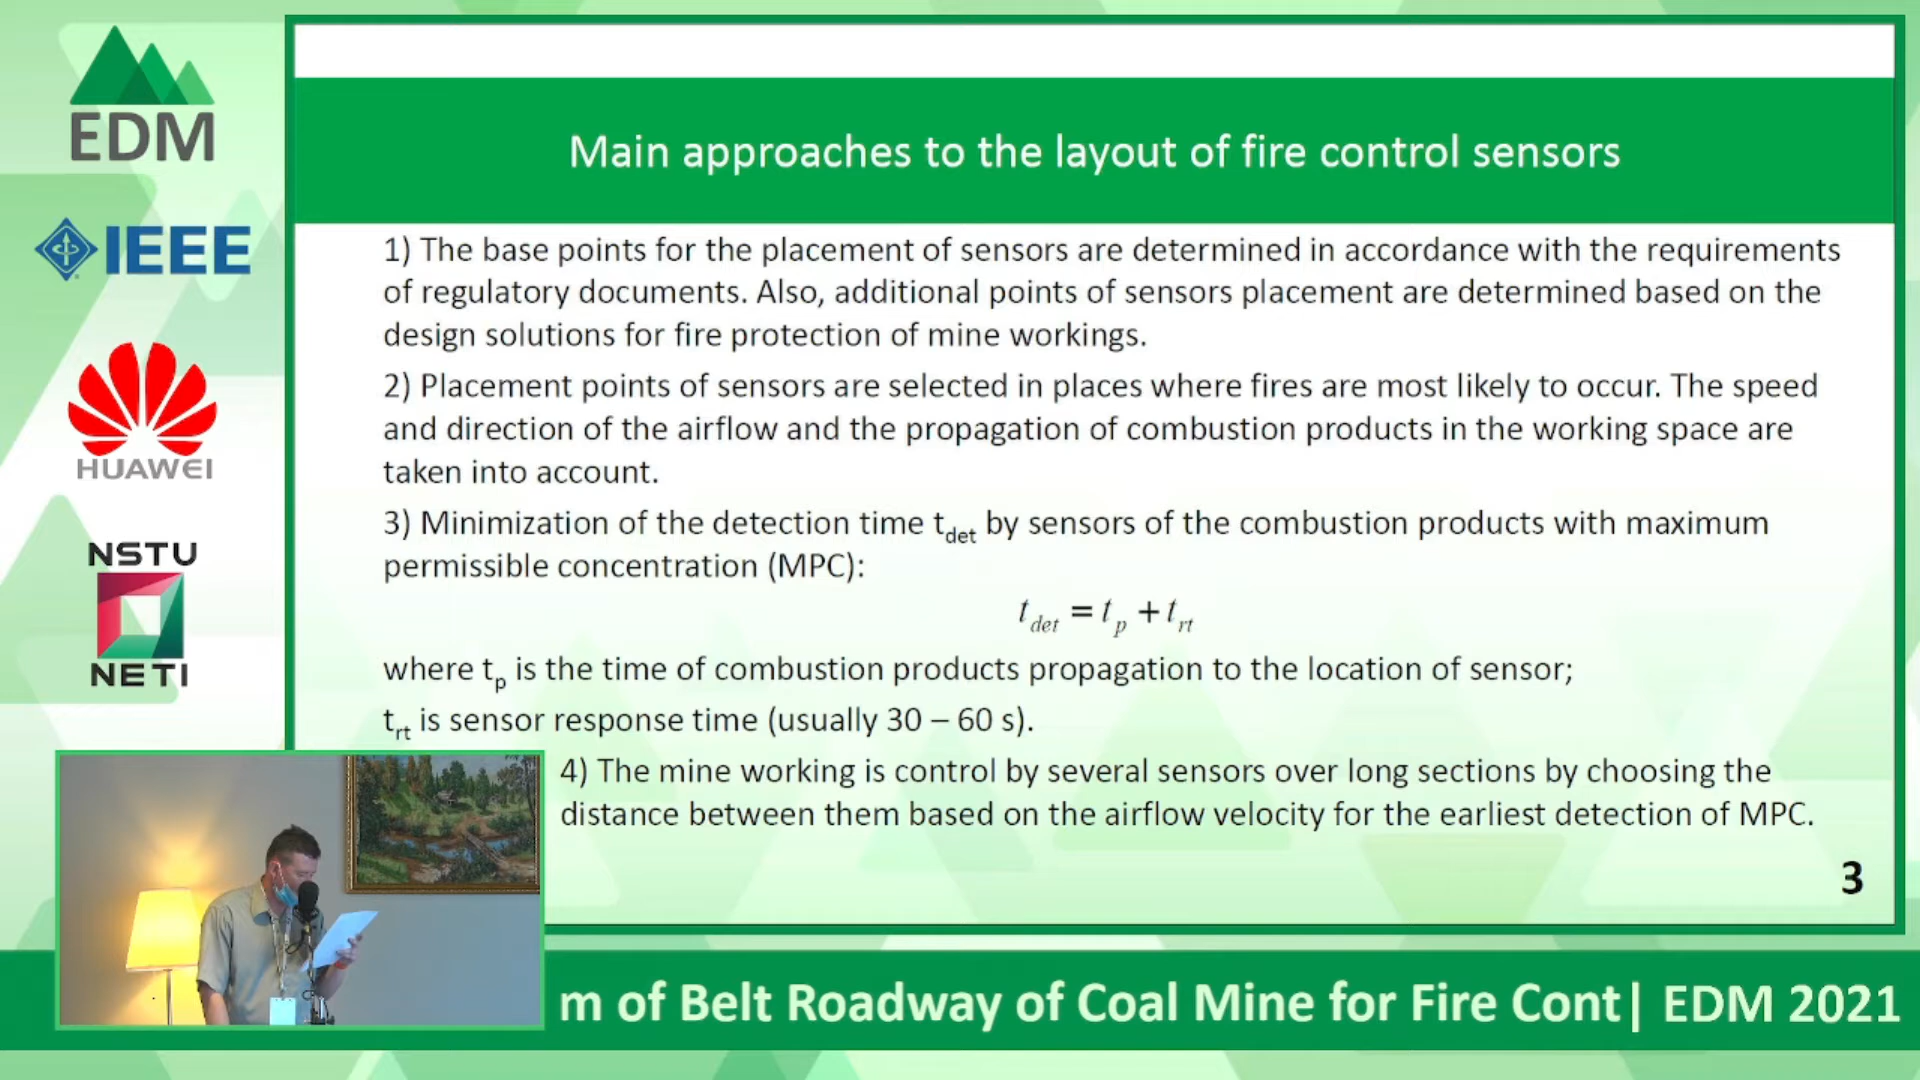 EDM
IEEE
HUAWEI
NSTU
NETI
Main approaches to the layout of fire control sensors
1) The base points for the placement of sensors are determined in accordance with the requirements
of regulatory documents. Also, additional points of sensors placement are determined based on the
design solutions for fire protection of mine workings.
2) Placement points of sensors are selected in places where fires are most likely to occur. The speed
and direction of the airflow and the propagation of combustion products in the working space are
taken into account.
3) Minimization of the detection time t_det by sensors of the combustion products with maximum
permissible concentration (MPC):
t_det = t_p + t_rt
where t_p is the time of combustion products propagation to the location of sensor;
t_rt is sensor response time (usually 30 – 60 s).
4) The mine working is control by several sensors over long sections by choosing the
distance between them based on the airflow velocity for the earliest detection of MPC.
3
m of Belt Roadway of Coal Mine for Fire Cont| EDM 2021